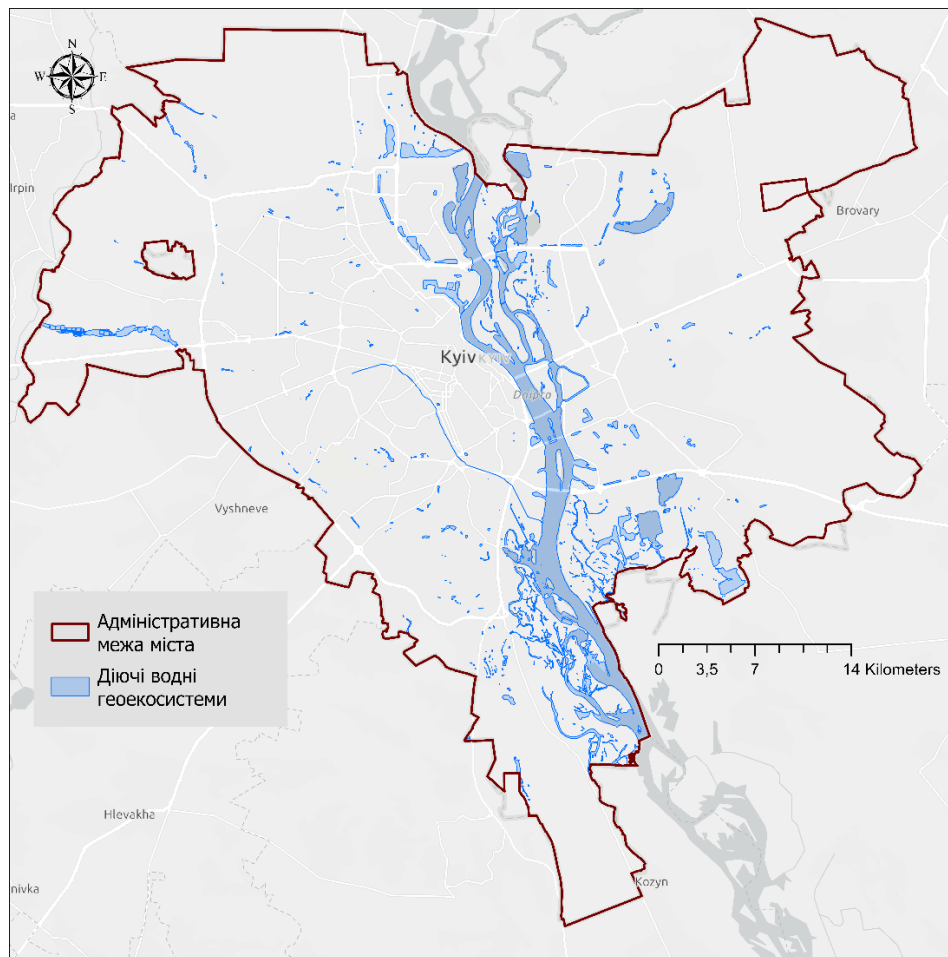 N
W E
S
Irpin
Brovary
Kyiv
Dnipro
Vyshneve
Адміністративна
межа міста
Діючі водні
геоекосистеми
0 3,5 7 14 Kilometers
Hlevakha
Kozyn
nivka